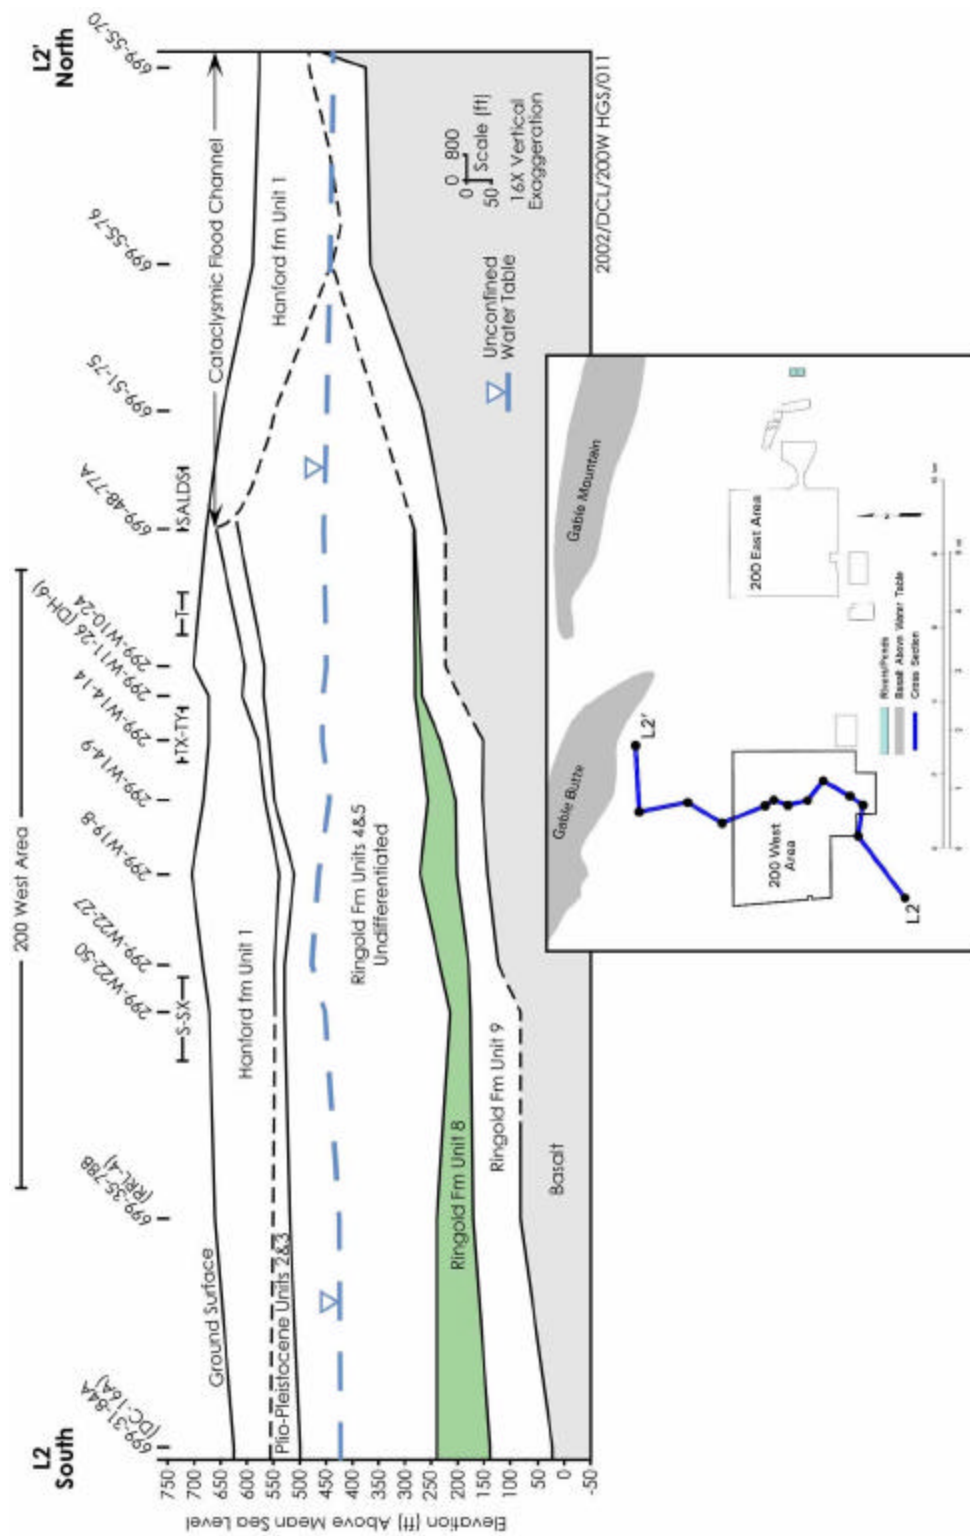 L2
South
L2'
North
200 West Area
699-31-84A
(DC-16A)
699-35-78B
(RRL-4)
299-W22-50
299-W22-27
299-W19-8
299-W14-9
299-W14-14
299-W11-26 (DH-6)
299-W10-24
699-48-77A
699-51-75
699-55-76
699-55-70
S-SX
TX-TY
T
SALDS
Cataclysmic Flood Channel
Ground Surface
Hanford fm Unit 1
Hanford fm Unit 1
Plio-Pleistocene Units 2&3
Ringold Fm Units 4&5
Undifferentiated
Ringold Fm Unit 8
Ringold Fm Unit 9
Basalt
Elevation (ft) Above Mean Sea Level
750
700
650
600
550
500
450
400
350
300
250
200
150
100
50
0
-50
Unconfined
Water Table
0 800
0
50
Scale (ft)
16X Vertical
Exaggeration
2002/DCL/200W HGS/011
Gable Butte
Gable Mountain
L2'
L2
200 West
Area
200 East Area
Rivers/Ponds
Basalt Above Water Table
Cross Section